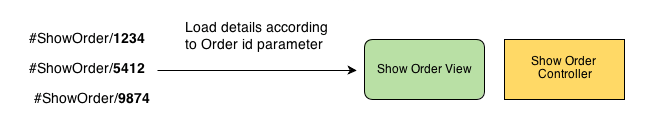 #ShowOrder/1234
#ShowOrder/5412
#ShowOrder/9874
Load details according
to Order id parameter
Show Order View
Show Order
Controller